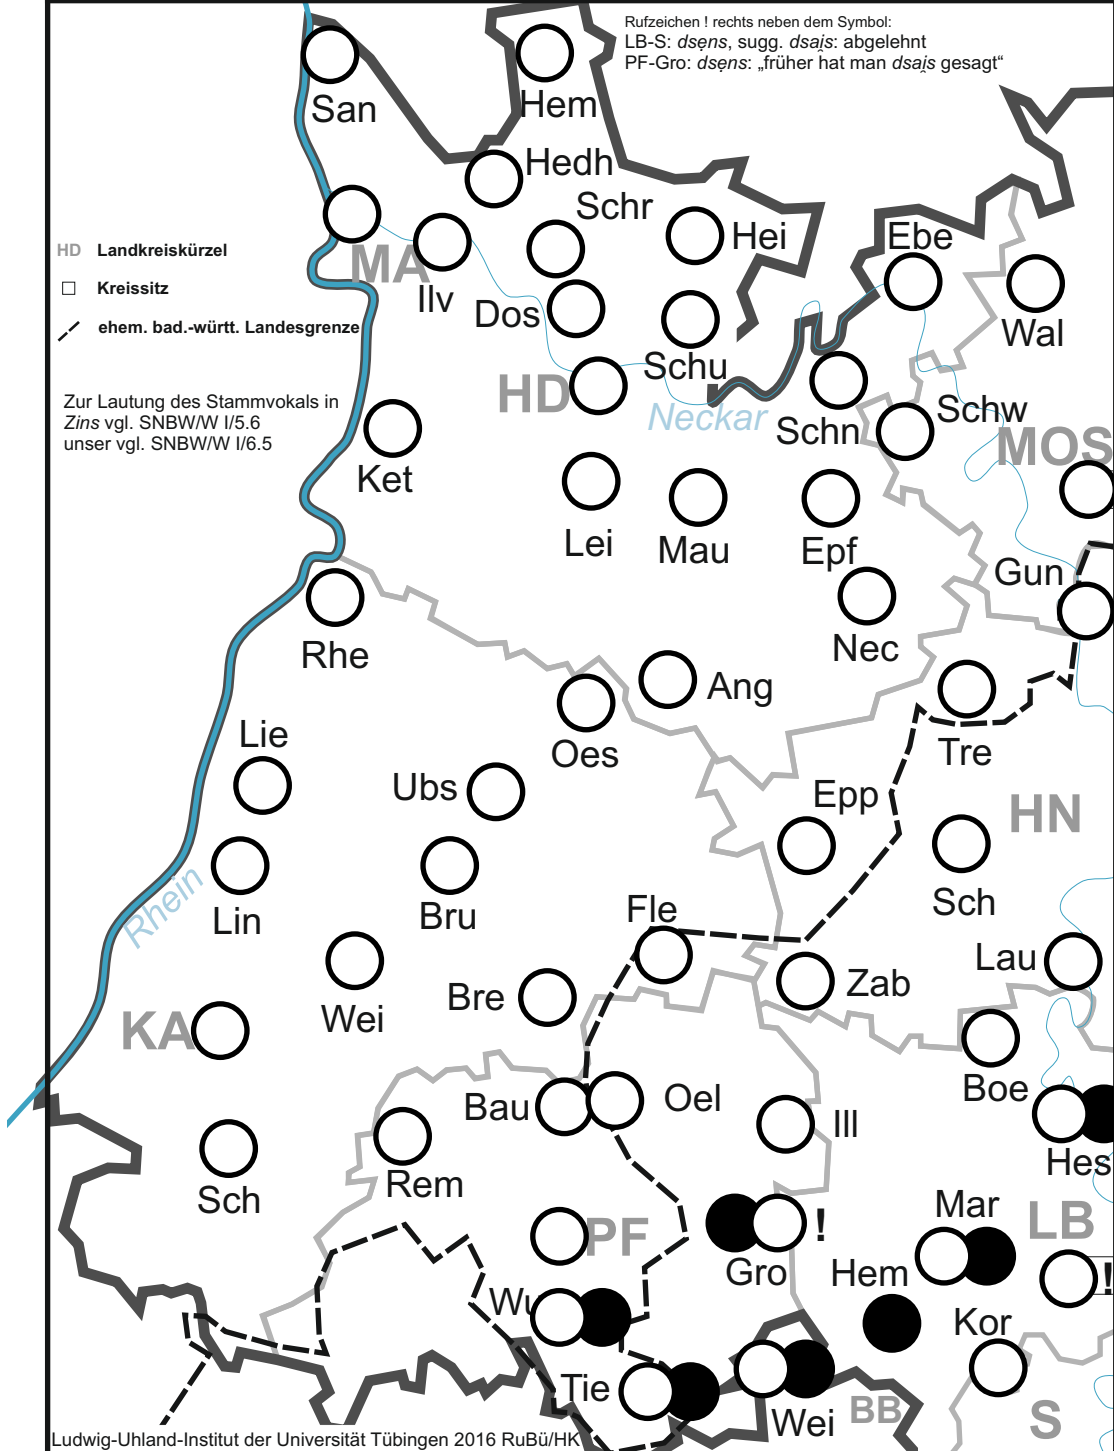 Rufzeichen ! rechts neben dem Symbol:
LB-S: dsẹns, sugg. dsai̯s: abgelehnt
PF-Gro: dsẹns: „früher hat man dsai̯s gesagt“
San
Hem
Hedh
Schr
Hei
Ebe
HD Landkreiskürzel
MA
Ilv
Kreissitz
Dos
Wal
ehem. bad.-württ. Landesgrenze
Schu
HD
Zur Lautung des Stammvokals in
Zins vgl. SNBW/W I/5.6
unser vgl. SNBW/W I/6.5
Neckar
Schn
Schw
MOS
Ket
Lei
Mau
Epf
Gun
Rhe
Nec
Ang
Oes
Tre
Lie
Ubs
Epp
HN
Rhein
Lin
Bru
Fle
Sch
Lau
Wei
Bre
Zab
KA
Boe
Bau
Oel
Ill
Hes
Rem
Sch
Mar
LB
PF
!
Gro
Hem
!
Wu
Kor
Tie
Wei
BB
S
Ludwig-Uhland-Institut der Universität Tübingen 2016 RuBü/HK